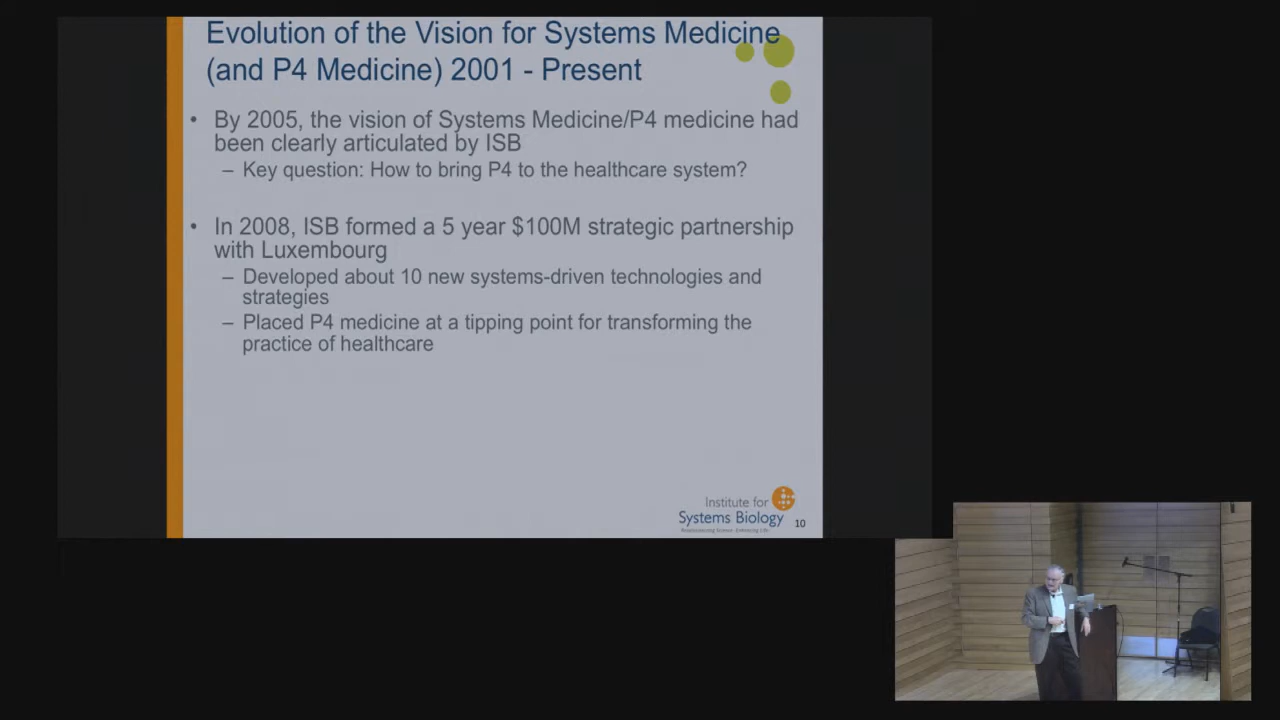 Evolution of the Vision for Systems Medicine
(and P4 Medicine) 2001 - Present
• By 2005, the vision of Systems Medicine/P4 medicine had
been clearly articulated by ISB
– Key question: How to bring P4 to the healthcare system?
• In 2008, ISB formed a 5 year $100M strategic partnership
with Luxembourg
– Developed about 10 new systems-driven technologies and
strategies
– Placed P4 medicine at a tipping point for transforming the
practice of healthcare
Institute for
Systems Biology
10